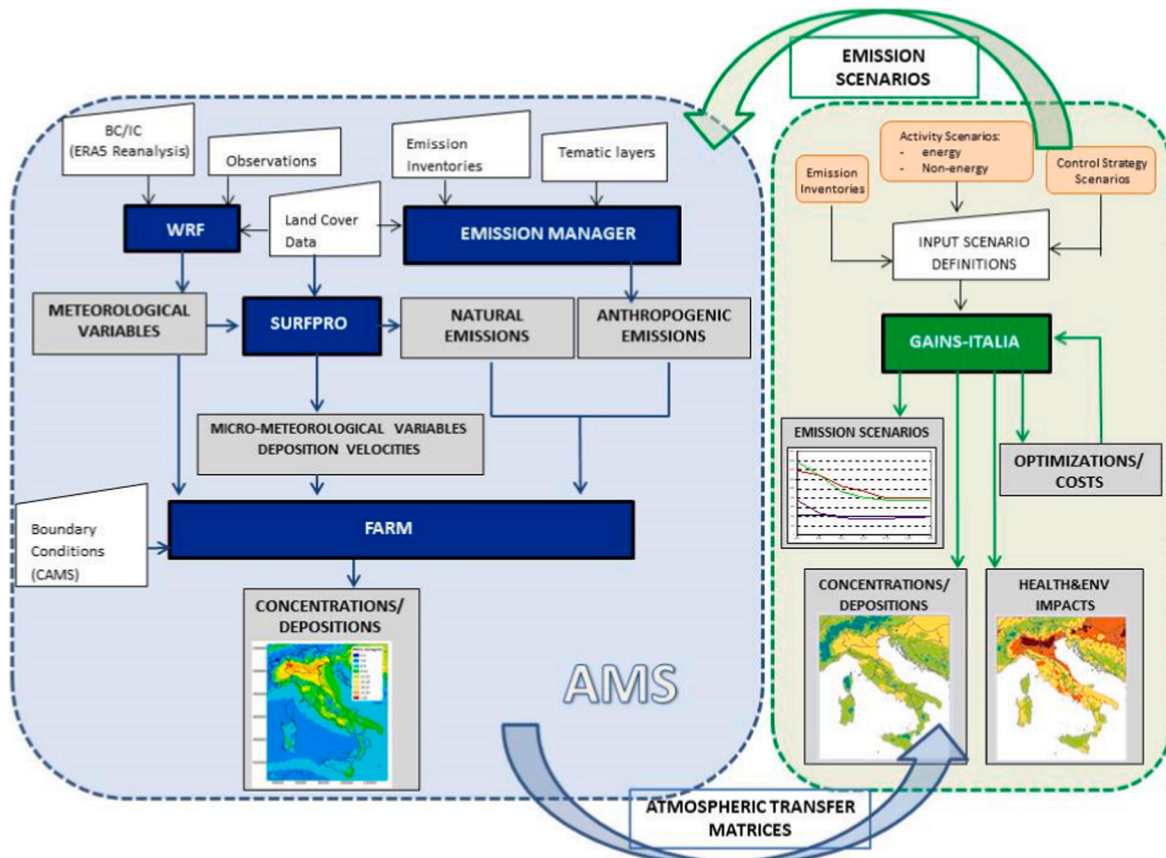 EMISSION
SCENARIOS
BC/IC
(ERA5 Reanalysis)
Observations
Emission
Inventories
Tematic layers
Land Cover
Data
WRF
EMISSION MANAGER
METEOROLOGICAL
VARIABLES
SURFPRO
NATURAL
EMISSIONS
ANTHROPOGENIC
EMISSIONS
MICRO-METEOROLOGICAL VARIABLES
DEPOSITION VELOCITIES
Boundary
Conditions
(CAMS)
FARM
CONCENTRATIONS/
DEPOSITIONS
AMS
Emission
Inventories
Activity Scenarios:
- energy
- Non-energy
Control Strategy
Scenarios
INPUT SCENARIO
DEFINITIONS
GAINS-ITALIA
EMISSION SCENARIOS
OPTIMIZATIONS/
COSTS
CONCENTRATIONS/
DEPOSITIONS
HEALTH&ENV
IMPACTS
ATMOSPHERIC TRANSFER
MATRICES